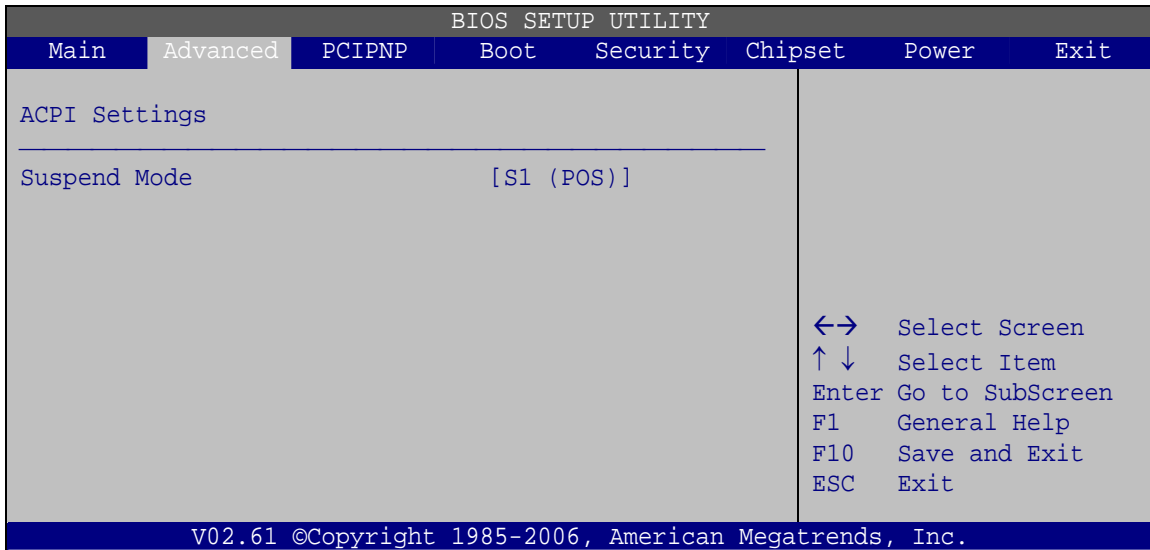 BIOS SETUP UTILITY
Main Advanced PCIPNP Boot Security Chipset Power Exit
ACPI Settings
Suspend Mode [S1 (POS)]
←→ Select Screen
↑ ↓ Select Item
Enter Go to SubScreen
F1 General Help
F10 Save and Exit
ESC Exit
V02.61 ©Copyright 1985-2006, American Megatrends, Inc.